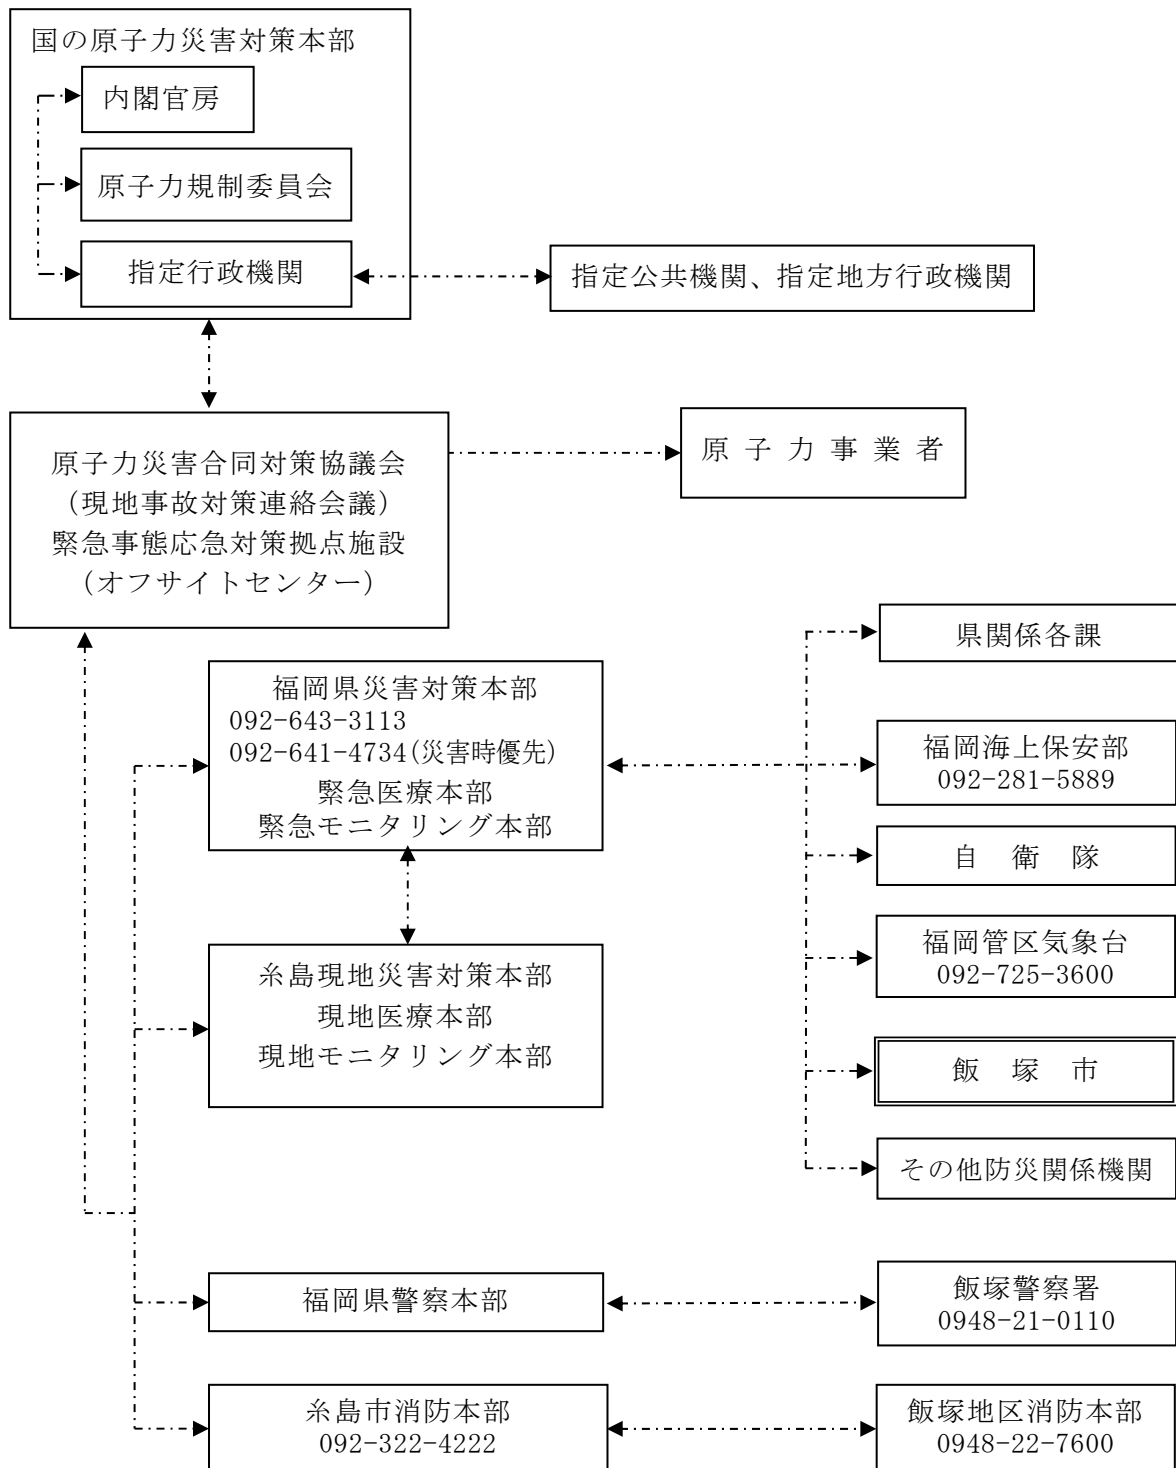 国の原子力災害対策本部
内閣官房
原子力規制委員会
指定行政機関
指定公共機関、指定地方行政機関
原子力災害合同対策協議会
（現地事故対策連絡会議）
緊急事態応急対策拠点施設
（オフサイトセンター）
原子力事業者
福岡県災害対策本部
092-643-3113
092-641-4734(災害時優先)
緊急医療本部
緊急モニタリング本部
糸島現地災害対策本部
現地医療本部
現地モニタリング本部
県関係各課
福岡海上保安部
092-281-5889
自　衛　隊
福岡管区気象台
092-725-3600
飯　塚　市
その他防災関係機関
福岡県警察本部
飯塚警察署
0948-21-0110
糸島市消防本部
092-322-4222
飯塚地区消防本部
0948-22-7600